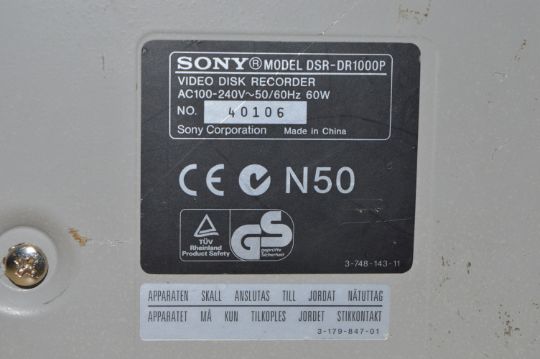 SONY® MODEL DSR-DR1000P
VIDEO DISK RECORDER
AC100-240V~50/60Hz 60W
NO. 40106
Sony Corporation Made in China
CE N50
TÜV
Rheinland
Product Safety
GS
geprüfte
Sicherheit
3-748-143-11
APPARATEN SKALL ANSLUTAS TILL JORDAT NÄTUTTAG
APPARATET MÅ KUN TILKOPLES JORDET STIKKONTAKT
3-179-847-01